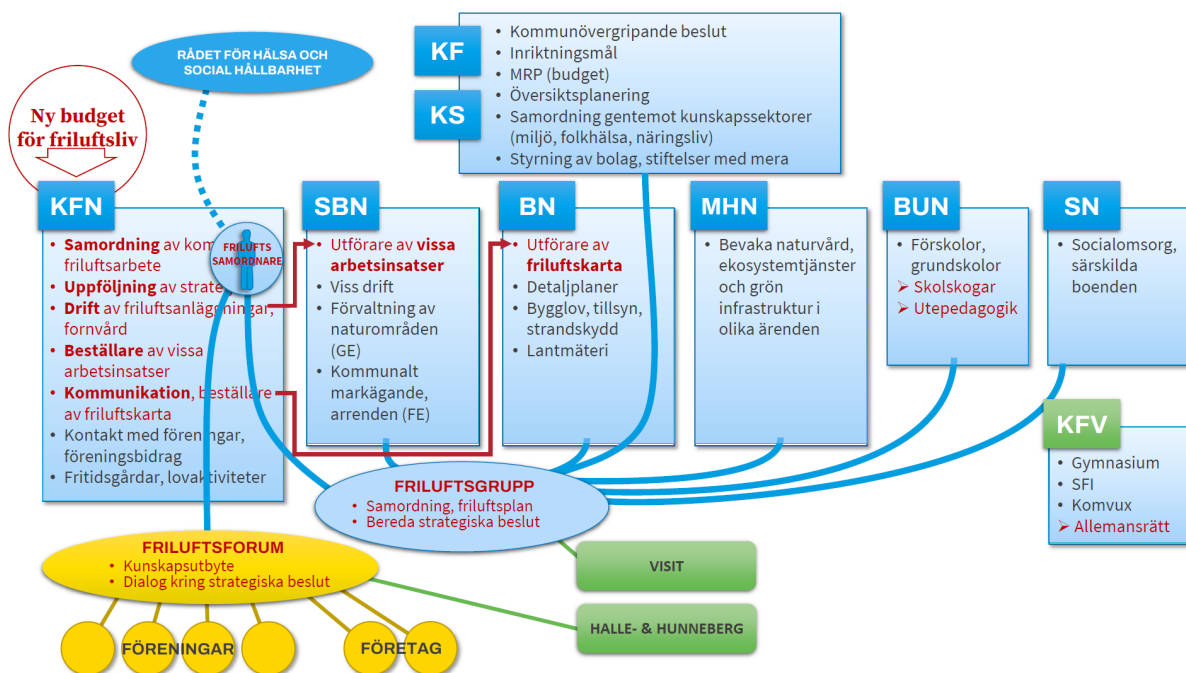 RÅDET FÖR HÄLSA OCH
SOCIAL HÅLLBARHET
KF
KS
• Kommunövergripande beslut
• Inriktningsmål
• MRP (budget)
• Översiktsplanering
• Samordning gentemot kunskapssektorer
(miljö, folkhälsa, näringsliv)
• Styrning av bolag, stiftelser med mera
Ny budget
för friluftsliv
KFN
• Samordning av kom
friluftsarbete
• Uppföljning av strate
• Drift av friluftsanläggningar,
fornvård
• Beställare av vissa
arbetsinsatser
• Kommunikation, beställare
av friluftskarta
• Kontakt med föreningar,
föreningsbidrag
• Fritidsgårdar, lovaktiviteter
FRILUFTS
SAMORDNARE
SBN
• Utförare av vissa
arbetsinsatser
• Viss drift
• Förvaltning av
naturområden
(GE)
• Kommunalt
markägande,
arrenden (FE)
BN
• Utförare av
friluftskarta
• Detaljplaner
• Bygglov, tillsyn,
strandskydd
• Lantmäteri
MHN
• Bevaka naturvård,
ekosystemtjänster
och grön
infrastruktur i
olika ärenden
BUN
• Förskolor,
grundskolor
➢ Skolskogar
➢ Utepedagogik
SN
• Socialomsorg,
särskilda
boenden
KFV
• Gymnasium
• SFI
• Komvux
➢ Allemansrätt
FRILUFTSGRUPP
• Samordning, friluftsplan
• Bereda strategiska beslut
FRILUFTSFORUM
• Kunskapsutbyte
• Dialog kring strategiska beslut
VISIT
HALLE- & HUNNEBERG
FÖRENINGAR
FÖRETAG